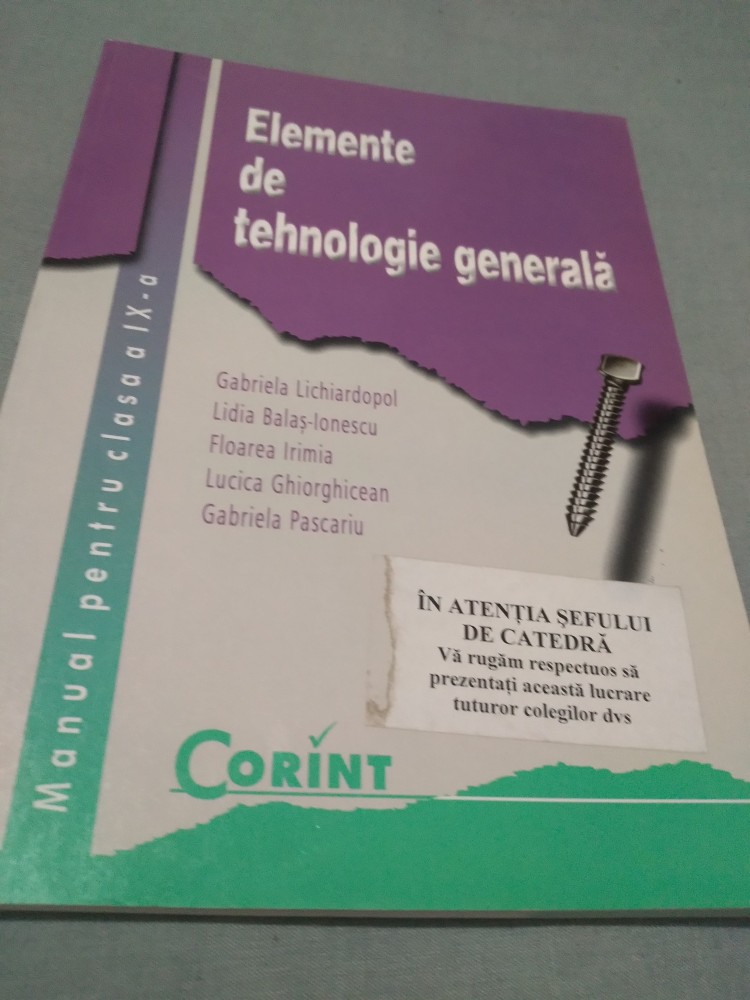 Elemente
de
tehnologie generală
Manual pentru clasa a IX-a
Gabriela Lichiardopol
Lidia Balaș-Ionescu
Floarea Irimia
Lucica Ghiorghicean
Gabriela Pascariu
ÎN ATENȚIA ȘEFULUI
DE CATEDRĂ
Vă rugăm respectuos să
prezentați această lucrare
tuturor colegilor dvs
CORINT